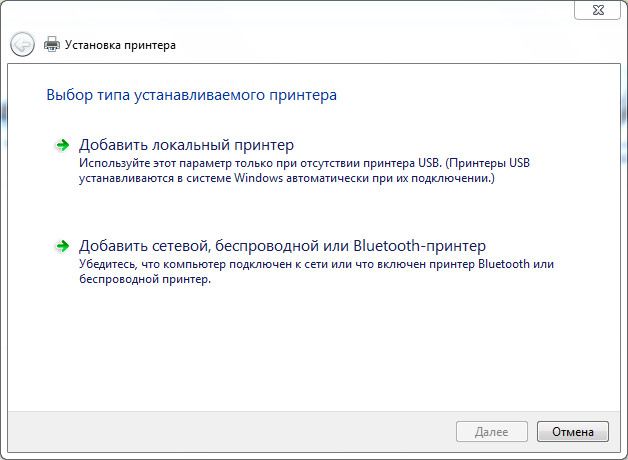 Установка принтера
Выбор типа устанавливаемого принтера
Добавить локальный принтер
Используйте этот параметр только при отсутствии принтера USB. (Принтеры USB
устанавливаются в системе Windows автоматически при их подключении.)
Добавить сетевой, беспроводной или Bluetooth-принтер
Убедитесь, что компьютер подключен к сети или что включен принтер Bluetooth или
беспроводной принтер.
Далее
Отмена